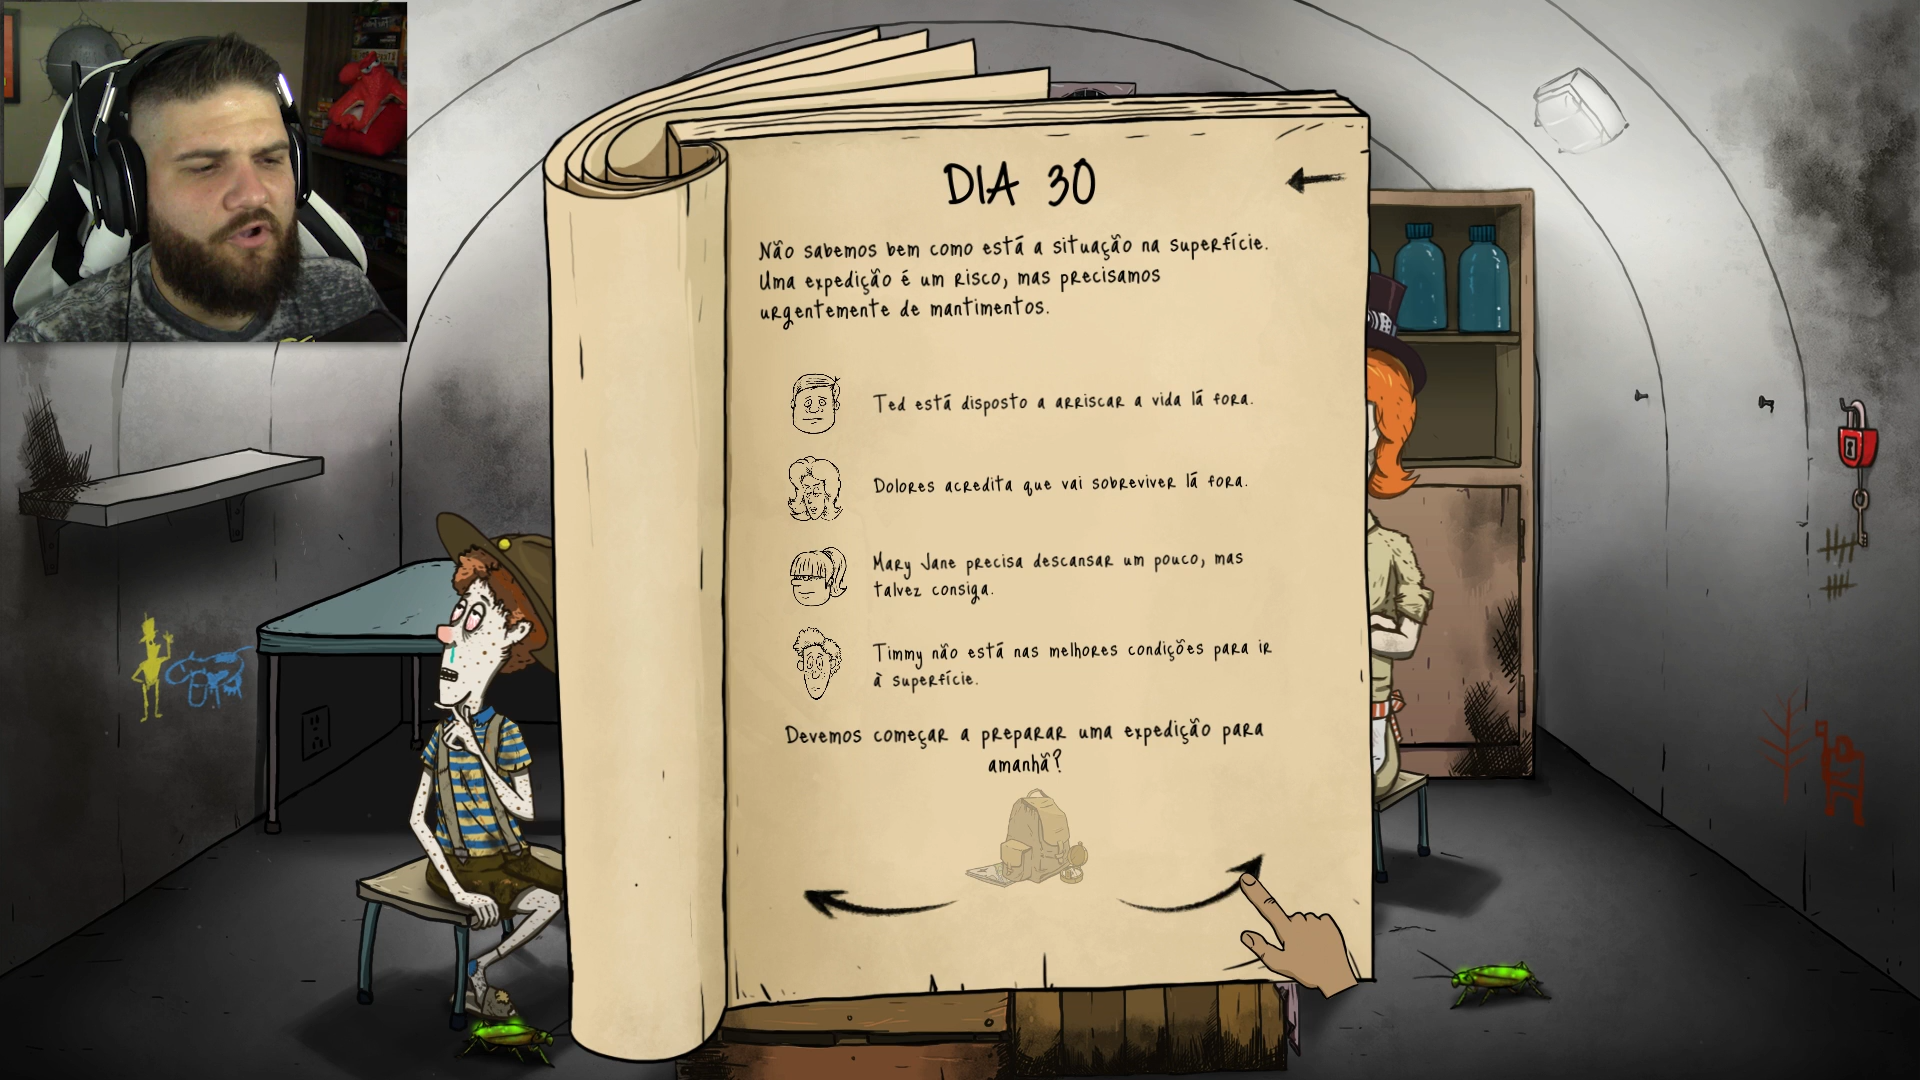 DIA 30
Não sabemos bem como está a situação na superfície.
Uma expedição é um risco, mas precisamos
urgentemente de mantimentos.
Ted está disposto a arriscar a vida lá fora.
Dolores acredita que vai sobreviver lá fora.
Mary Jane precisa descansar um pouco, mas
talvez consiga.
Timmy não está nas melhores condições para ir
à superfície.
Devemos começar a preparar uma expedição para
amanhã?